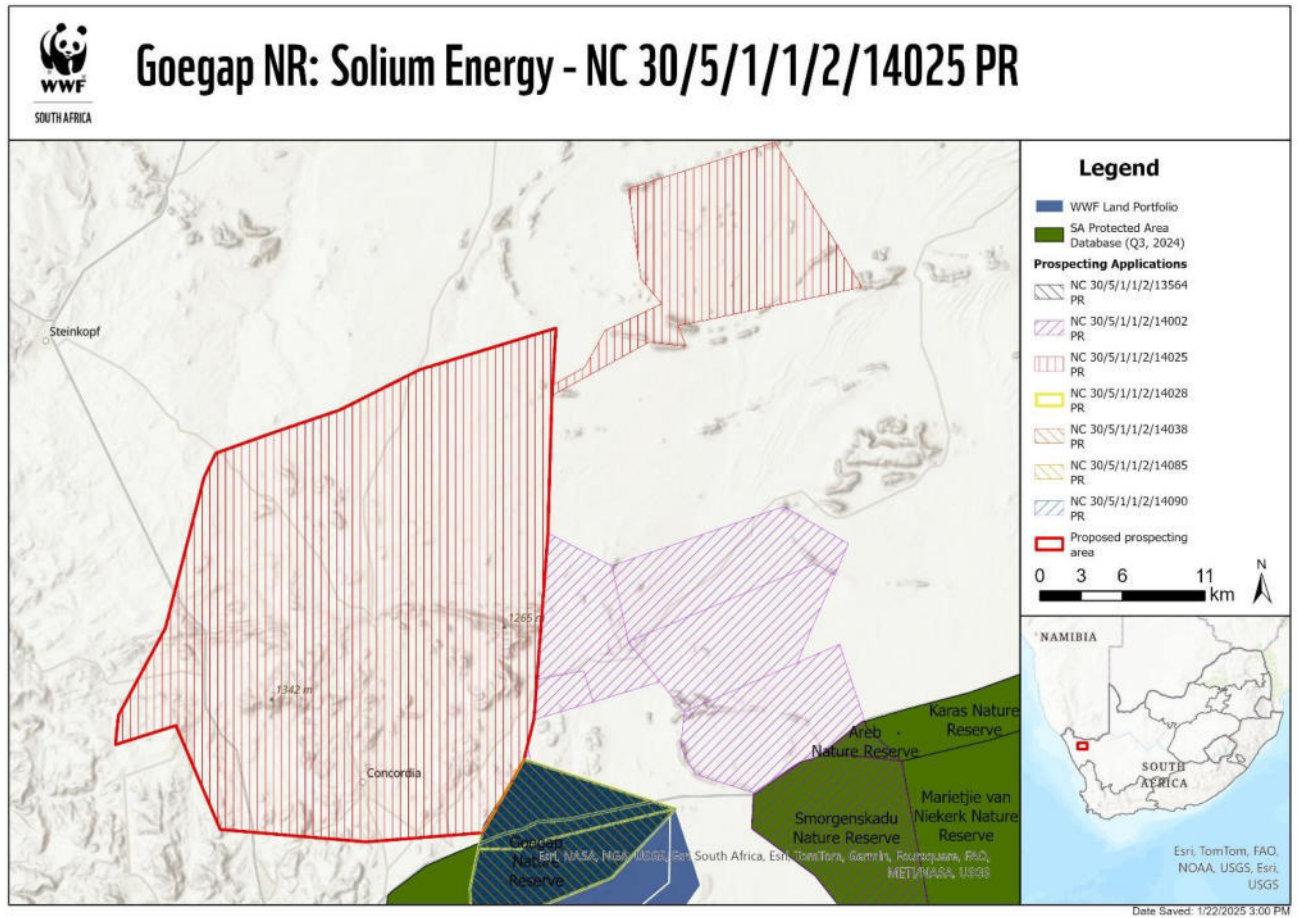 WWF
SOUTH AFRICA
Goegap NR: Solium Energy - NC 30/5/1/1/2/14025 PR
Steinkopf
1265 m
1342 m
Concordia
Karas Nature
Reserve
Areb
Nature Reserve
Marietjie van
Niekerk Nature
Reserve
Smorgenskadu
Nature Reserve
Goegap
Nature
Reserve
Esri, NASA, NGA, USGS, Esri South Africa, Esri, TomTom, Garmin, Foursquare, FAO,
METI/NASA, USGS
Legend
WWF Land Portfolio
SA Protected Area
Database (Q3, 2024)
Prospecting Applications
NC 30/5/1/1/2/13564
PR
NC 30/5/1/1/2/14002
PR
NC 30/5/1/1/2/14025
PR
NC 30/5/1/1/2/14028
PR
NC 30/5/1/1/2/14038
PR
NC 30/5/1/1/2/14085
PR
NC 30/5/1/1/2/14090
PR
Proposed prospecting
area
0 3 6 11
km
N
NAMIBIA
SOUTH
AFRICA
Esri, TomTom, FAO,
NOAA, USGS, Esri,
USGS
Date Saved: 1/22/2025 3:00 PM